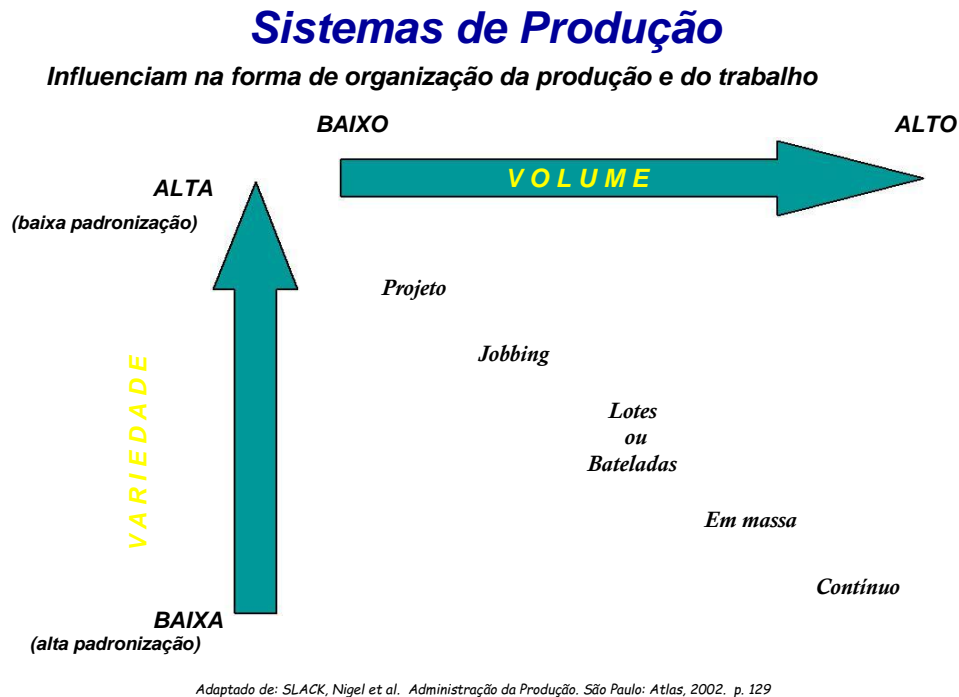 Sistemas de Produção
Influenciam na forma de organização da produção e do trabalho
BAIXO
ALTO
VOLUME
ALTA
(baixa padronização)
Projeto
Jobbing
VARIEDADE
Lotes
ou
Bateladas
Em massa
Contínuo
BAIXA
(alta padronização)
Adaptado de: SLACK, Nigel et al. Administração da Produção. São Paulo: Atlas, 2002. p. 129